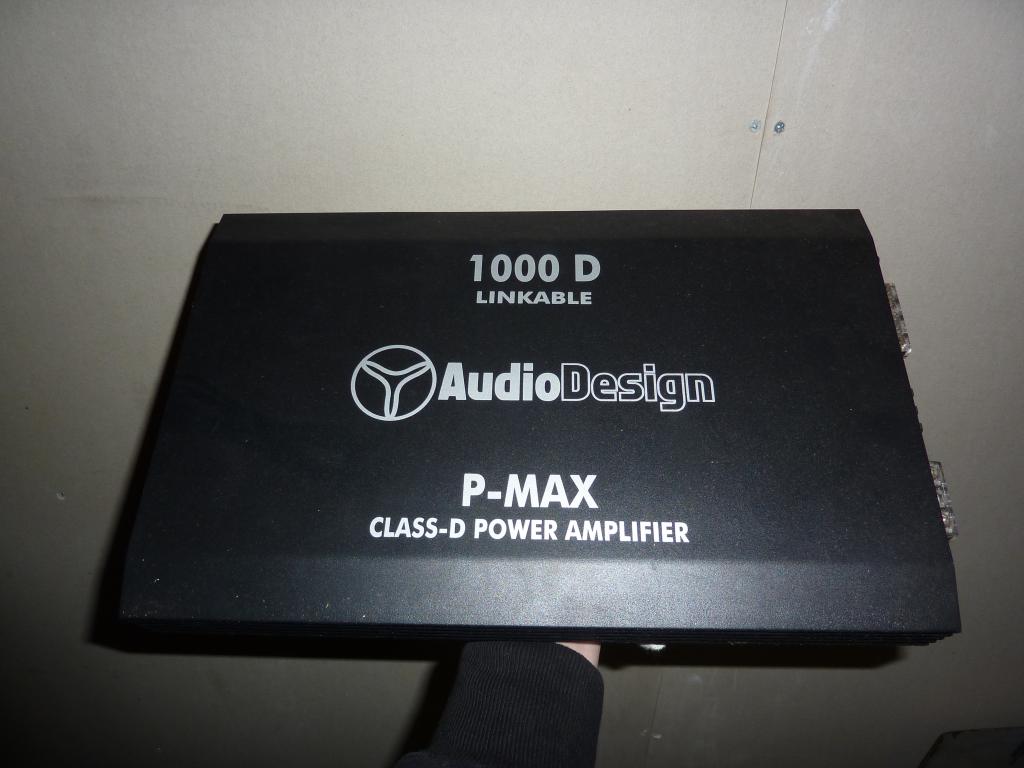 1000 D
LINKABLE
AudioDesign
P-MAX
CLASS-D POWER AMPLIFIER